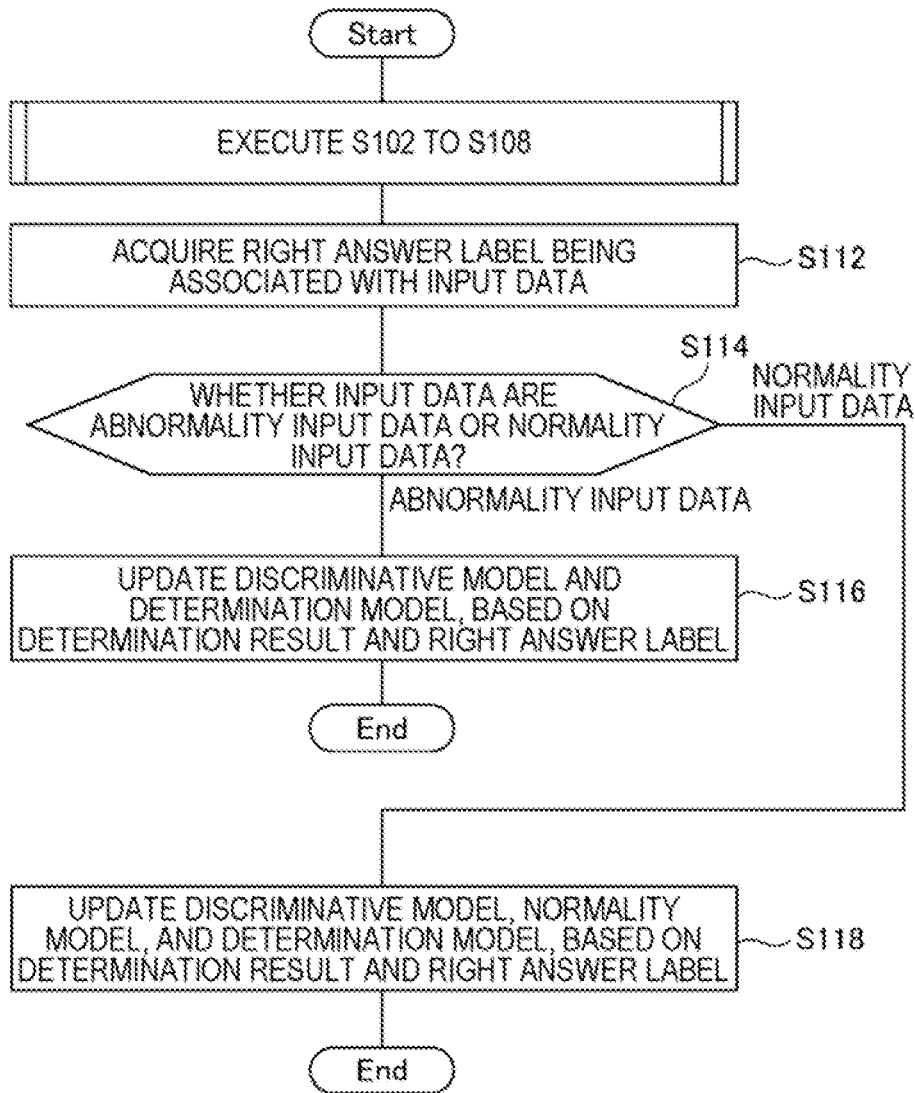 Start
EXECUTE S102 TO S108
ACQUIRE RIGHT ANSWER LABEL BEING
ASSOCIATED WITH INPUT DATA
S112
S114
WHETHER INPUT DATA ARE
ABNORMALITY INPUT DATA OR NORMALITY
INPUT DATA?
NORMALITY
INPUT DATA
ABNORMALITY INPUT DATA
UPDATE DISCRIMINATIVE MODEL AND
DETERMINATION MODEL, BASED ON
DETERMINATION RESULT AND RIGHT ANSWER LABEL
S116
End
UPDATE DISCRIMINATIVE MODEL, NORMALITY
MODEL, AND DETERMINATION MODEL, BASED ON
DETERMINATION RESULT AND RIGHT ANSWER LABEL
S118
End